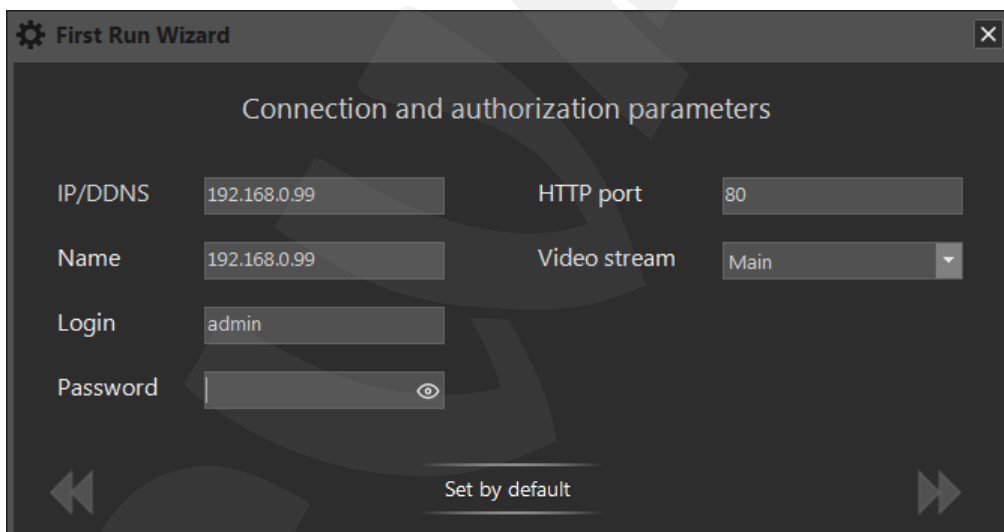 First Run Wizard
Connection and authorization parameters
IP/DDNS 192.168.0.99 HTTP port 80
Name 192.168.0.99 Video stream Main
Login admin
Password
Set by default